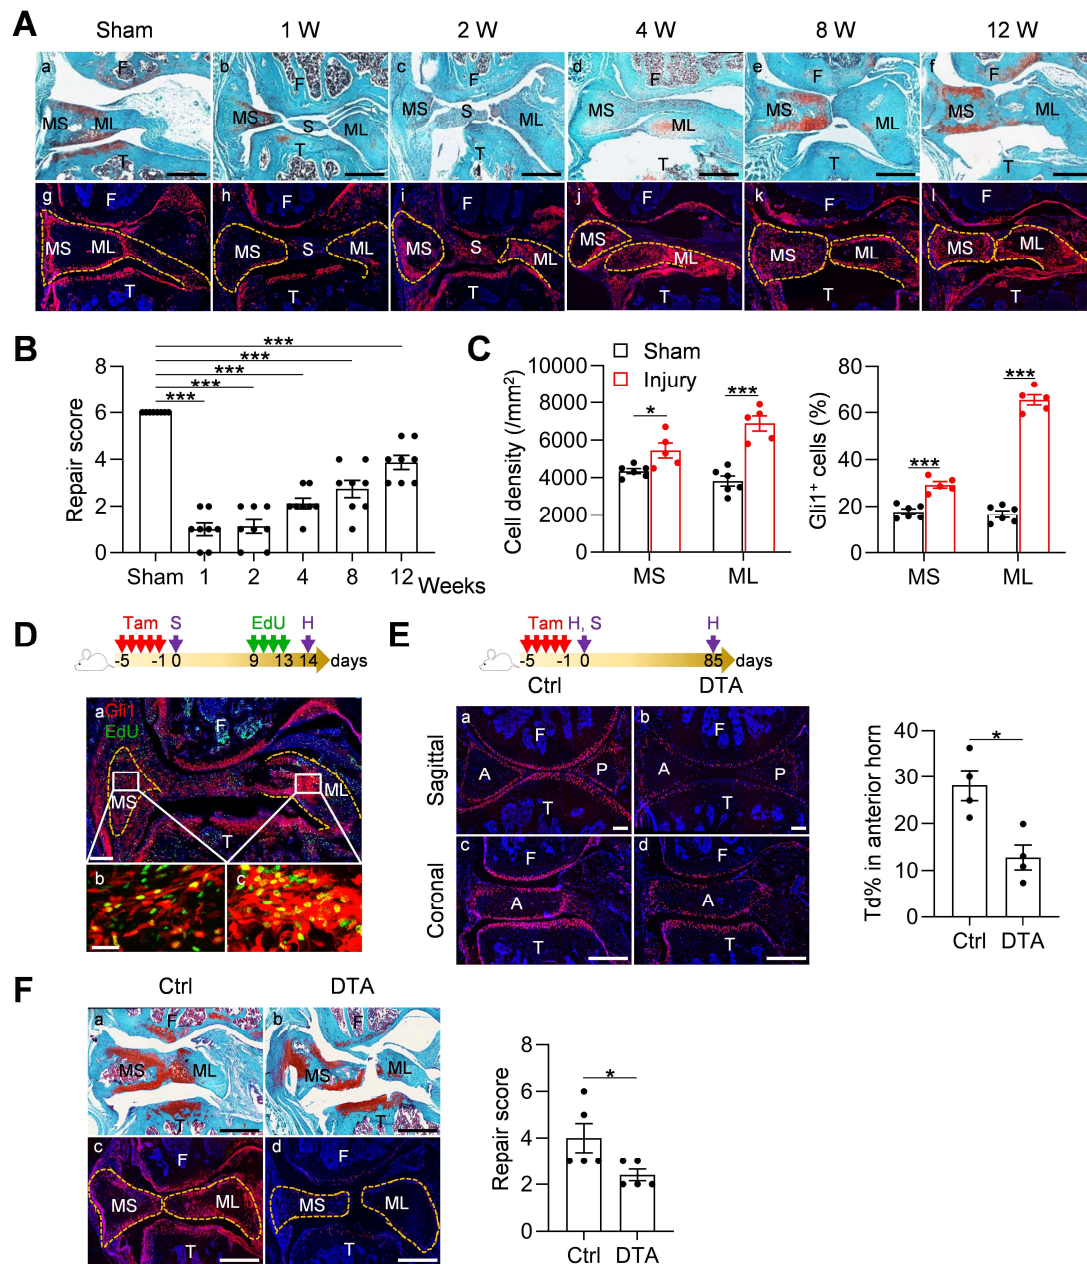 A
Sham
1 W
2 W
4 W
8 W
12 W
a
F
MS
ML
T
b
F
S
ML
T
c
F
MS
S
ML
T
d
F
ML
T
e
F
MS
ML
T
f
F
MS
ML
T
g
F
MS
ML
T
h
F
MS
S
ML
T
i
F
MS
S
ML
T
j
F
MS
ML
T
k
F
MS
ML
T
l
F
MS
ML
T
B
Repair score
8
6
4
2
0
***
***
***
***
***
Sham
1
2
4
8
12
Weeks
C
Cell density (/mm²)
10000
8000
6000
4000
2000
0
Sham
Injury
*
***
MS
ML
Gli1⁺ cells (%)
80
60
40
20
0
***
***
MS
ML
D
Tam
S
EdU
H
-5
-1
0
9
13
14
days
a
Gli1
EdU
F
MS
ML
T
b
c
E
Tam
H, S
H
-5
-1
0
85
days
Ctrl
DTA
Sagittal
a
F
A
P
T
b
F
A
P
T
Coronal
c
F
A
T
d
F
A
T
Td% in anterior horn
40
30
20
10
0
*
Ctrl
DTA
F
Ctrl
DTA
a
F
MS
ML
T
b
F
MS
ML
T
c
F
MS
ML
T
d
F
MS
ML
T
Repair score
8
6
4
2
0
*
Ctrl
DTA